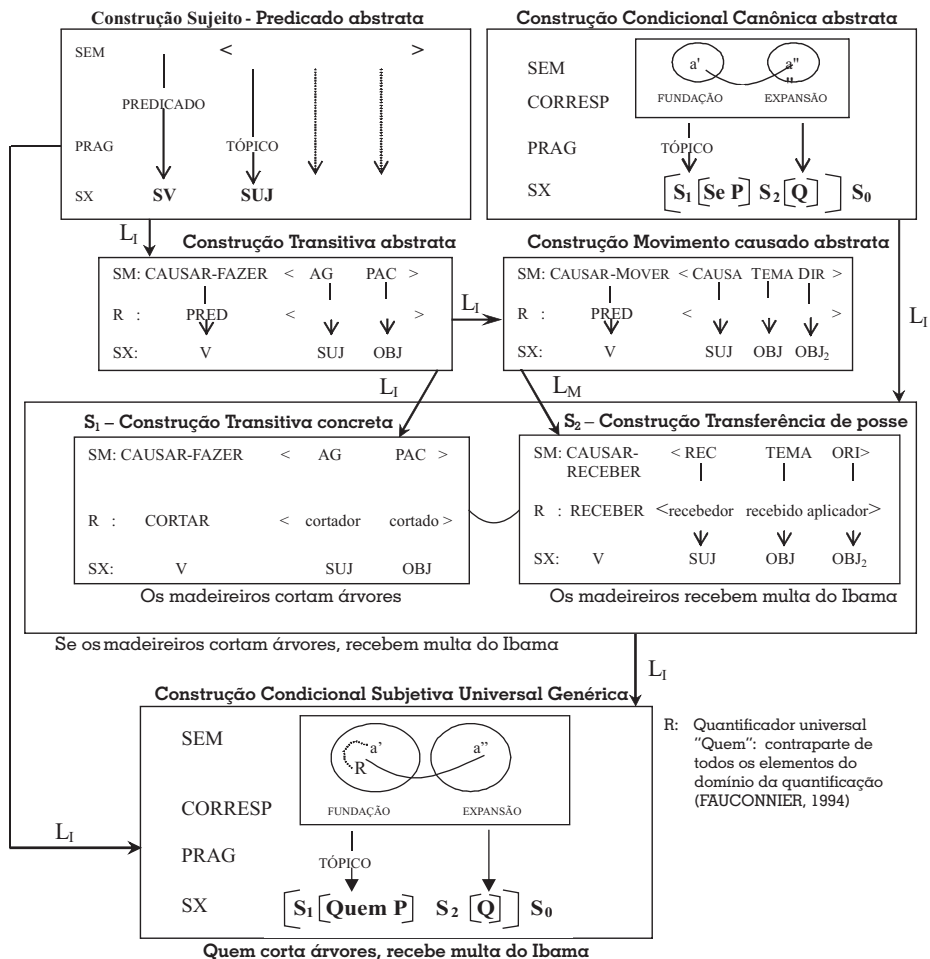 Construção Sujeito - Predicado abstrata
SEM < >
PREDICADO
PRAG TÓPICO
SX SV SUJ
Construção Condicional Canônica abstrata
SEM a' a"
"
CORRESP FUNDAÇÃO EXPANSÃO
PRAG TÓPICO
SX [S1 [Se P] S2 [Q] ] S0
LI
Construção Transitiva abstrata
SM: CAUSAR-FAZER < AG PAC >
R : PRED < >
SX: V SUJ OBJ
LI
Construção Movimento causado abstrata
SM: CAUSAR-MOVER < CAUSA TEMA DIR >
R : PRED < >
SX: V SUJ OBJ OBJ2
LI
LI
LM
S1 – Construção Transitiva concreta
SM: CAUSAR-FAZER < AG PAC >
R : CORTAR < cortador cortado >
SX: V SUJ OBJ
Os madeireiros cortam árvores
S2 – Construção Transferência de posse
SM: CAUSAR- < REC TEMA ORI>
RECEBER
R : RECEBER <recebedor recebido aplicador>
SX: V SUJ OBJ OBJ2
Os madeireiros recebem multa do Ibama
Se os madeireiros cortam árvores, recebem multa do Ibama
LI
Construção Condicional Subjetiva Universal Genérica
SEM a' a"
R
CORRESP FUNDAÇÃO EXPANSÃO
PRAG TÓPICO
SX [S1 [Quem P] S2 [Q] ] S0
LI
Quem corta árvores, recebe multa do Ibama
R: Quantificador universal
"Quem": contraparte de
todos os elementos do
domínio da quantificação
(FAUCONNIER, 1994)